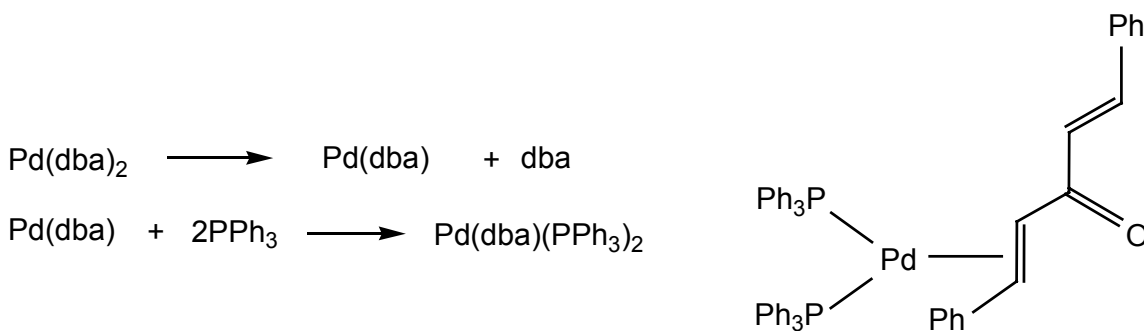 Pd(dba)₂ ⟶ Pd(dba) + dba
Pd(dba) + 2PPh₃ ⟶ Pd(dba)(PPh₃)₂
Ph
Ph₃P
O
Pd
Ph₃P
Ph